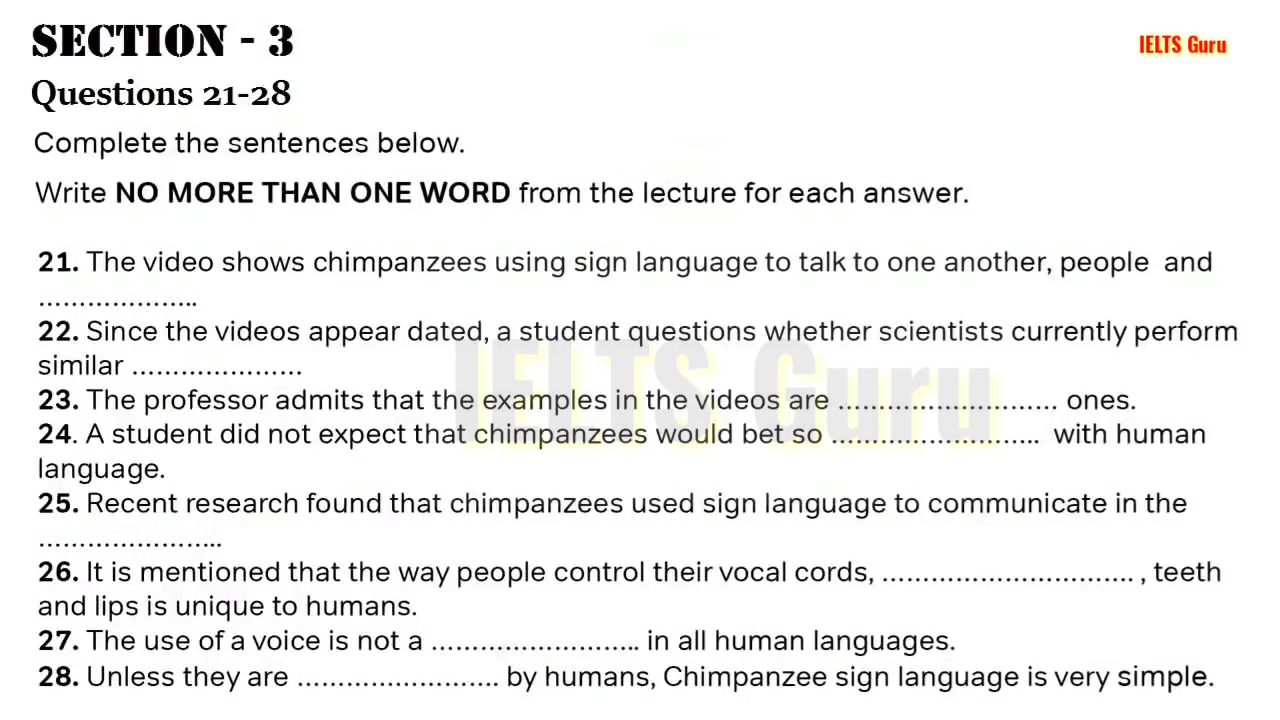 SECTION - 3
IELTS Guru
Questions 21-28
Complete the sentences below.
Write NO MORE THAN ONE WORD from the lecture for each answer.
21. The video shows chimpanzees using sign language to talk to one another, people and
………………..
22. Since the videos appear dated, a student questions whether scientists currently perform
similar …………………
23. The professor admits that the examples in the videos are ……………………… ones.
24. A student did not expect that chimpanzees would bet so …………………….. with human
language.
25. Recent research found that chimpanzees used sign language to communicate in the
…………………..
26. It is mentioned that the way people control their vocal cords, …………………………. , teeth
and lips is unique to humans.
27. The use of a voice is not a …………………….. in all human languages.
28. Unless they are ……………………. by humans, Chimpanzee sign language is very simple.
IELTS Guru